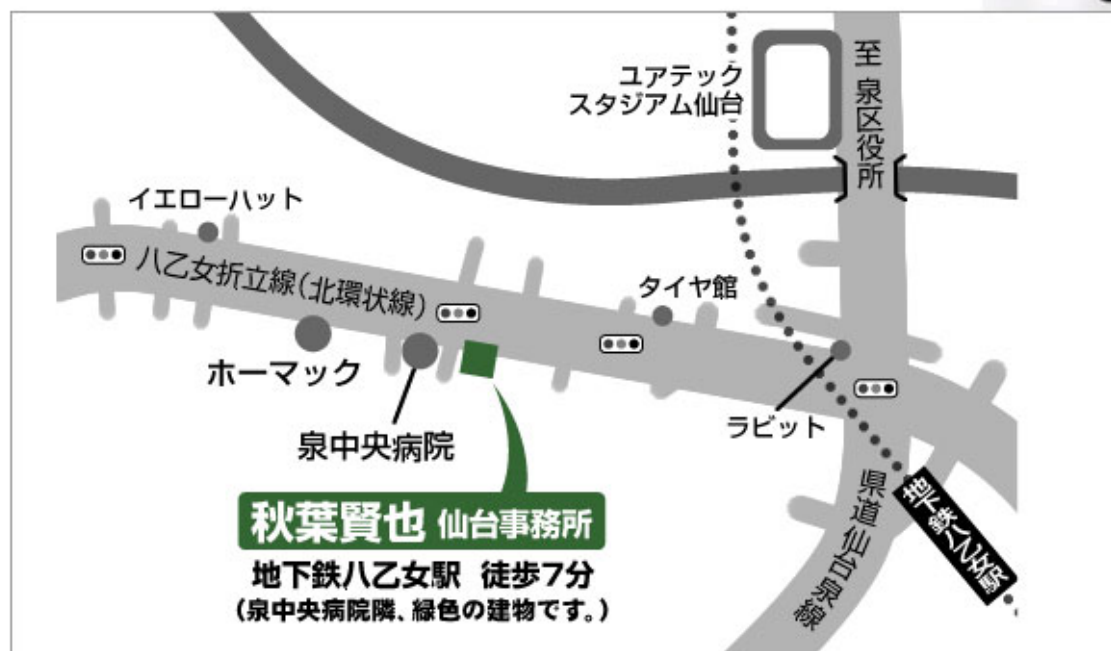 至 泉区役所
ユアテック
スタジアム仙台
イエローハット
八乙女折立線(北環状線)
タイヤ館
ホーマック
泉中央病院
ラビット
県道仙台泉線
地下鉄八乙女駅
秋葉賢也 仙台事務所
地下鉄八乙女駅 徒歩7分
(泉中央病院隣、緑色の建物です。)